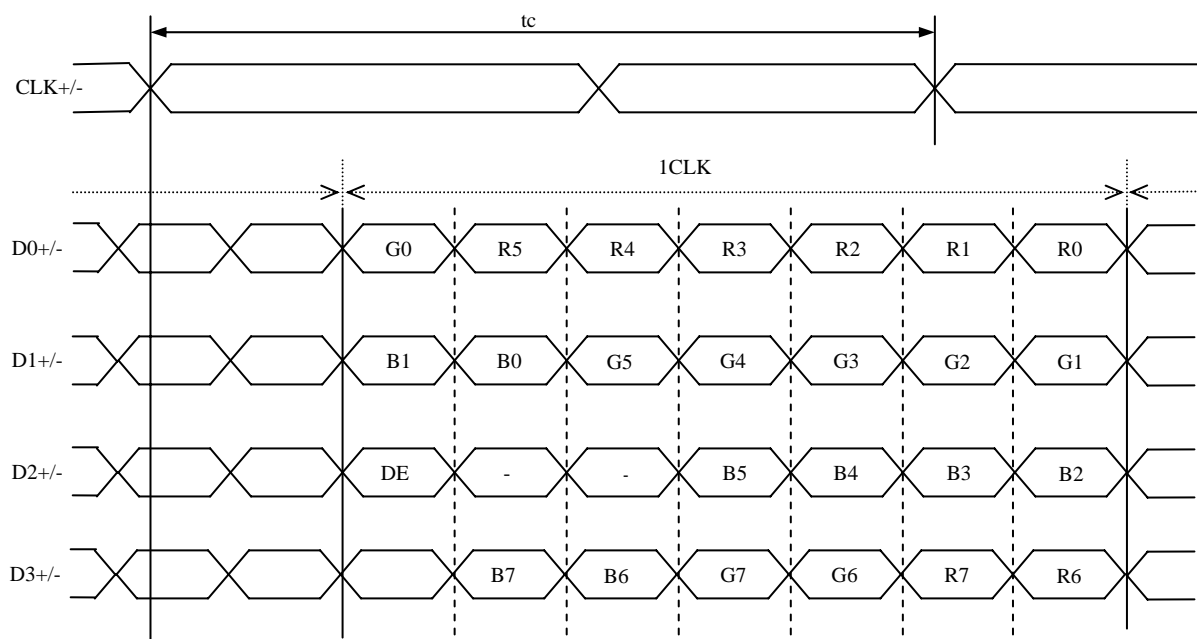 tc
CLK+/-
1CLK
D0+/- G0 R5 R4 R3 R2 R1 R0
D1+/- B1 B0 G5 G4 G3 G2 G1
D2+/- DE - - B5 B4 B3 B2
D3+/- B7 B6 G7 G6 R7 R6